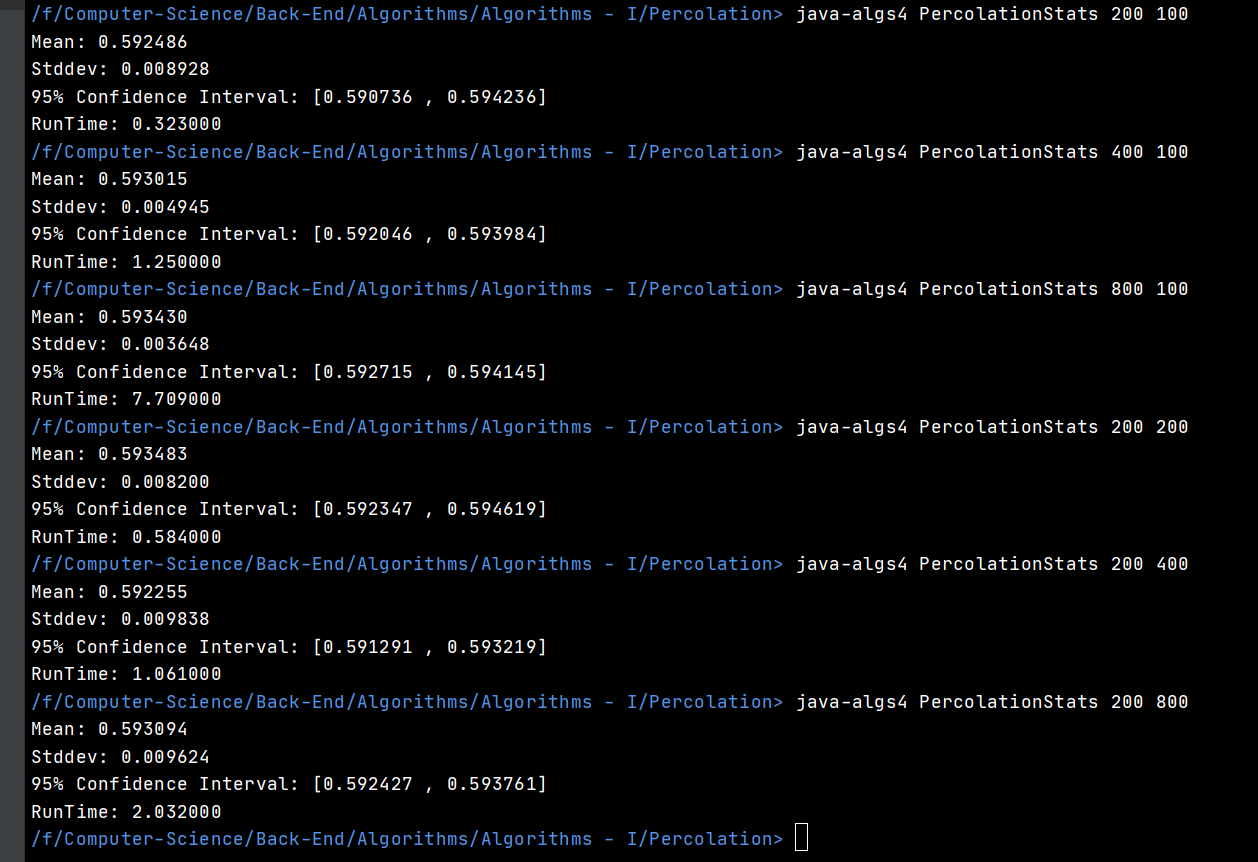 /f/Computer-Science/Back-End/Algorithms/Algorithms - I/Percolation> java-algs4 PercolationStats 200 100
Mean: 0.592486
Stddev: 0.008928
95% Confidence Interval: [0.590736 , 0.594236]
RunTime: 0.323000
/f/Computer-Science/Back-End/Algorithms/Algorithms - I/Percolation> java-algs4 PercolationStats 400 100
Mean: 0.593015
Stddev: 0.004945
95% Confidence Interval: [0.592046 , 0.593984]
RunTime: 1.250000
/f/Computer-Science/Back-End/Algorithms/Algorithms - I/Percolation> java-algs4 PercolationStats 800 100
Mean: 0.593430
Stddev: 0.003648
95% Confidence Interval: [0.592715 , 0.594145]
RunTime: 7.709000
/f/Computer-Science/Back-End/Algorithms/Algorithms - I/Percolation> java-algs4 PercolationStats 200 200
Mean: 0.593483
Stddev: 0.008200
95% Confidence Interval: [0.592347 , 0.594619]
RunTime: 0.584000
/f/Computer-Science/Back-End/Algorithms/Algorithms - I/Percolation> java-algs4 PercolationStats 200 400
Mean: 0.592255
Stddev: 0.009838
95% Confidence Interval: [0.591291 , 0.593219]
RunTime: 1.061000
/f/Computer-Science/Back-End/Algorithms/Algorithms - I/Percolation> java-algs4 PercolationStats 200 800
Mean: 0.593094
Stddev: 0.009624
95% Confidence Interval: [0.592427 , 0.593761]
RunTime: 2.032000
/f/Computer-Science/Back-End/Algorithms/Algorithms - I/Percolation>